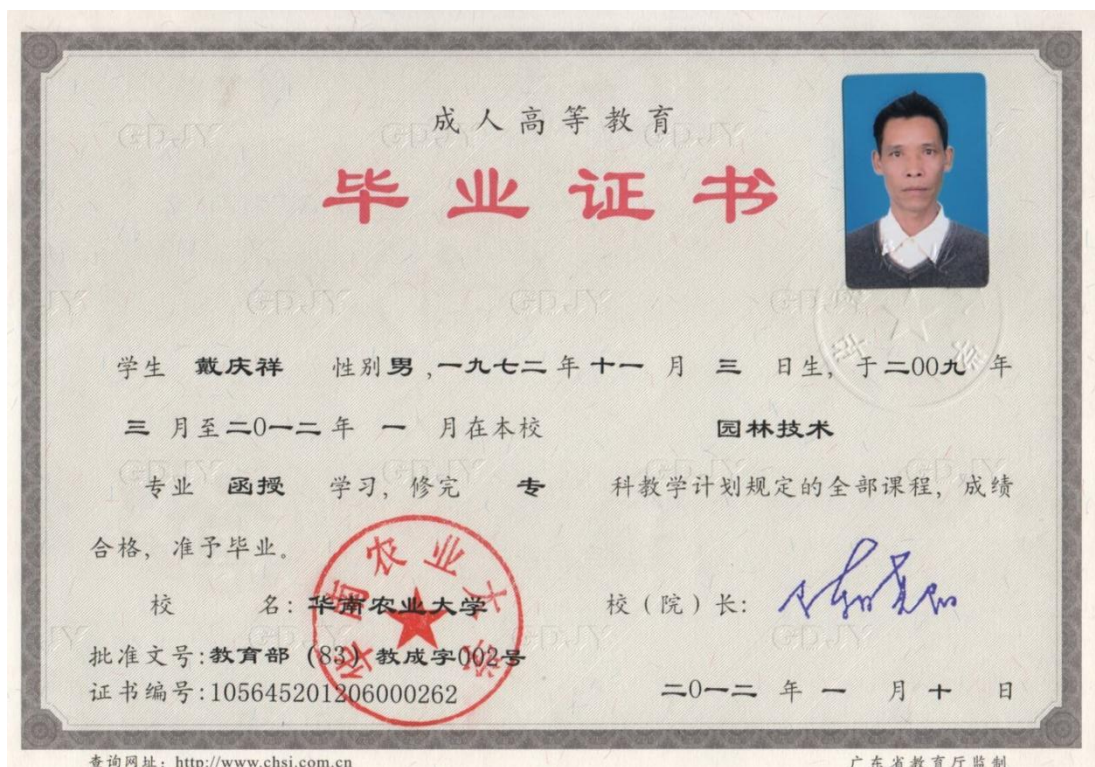 成人高等教育
毕业证书
学生 戴庆祥 性别男,一九七二年十一月 三 日生,于二00九年
三月至二0一二年 一 月在本校 园林技术
专业 函授 学习,修完 专 科教学计划规定的全部课程,成绩
合格,准予毕业。
校 名:华南农业大学 校(院)长:
华南农业大学
批准文号:教育部(83)教成字002号
证书编号:105645201206000262 二0一二 年 一 月 十 日
查询网址:http://www.chsi.com.cn 广东省教育厅监制
GDJY